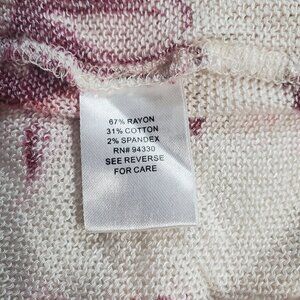 67% RAYON
31% COTTON
2% SPANDEX
RN# 94330
SEE REVERSE
FOR CARE